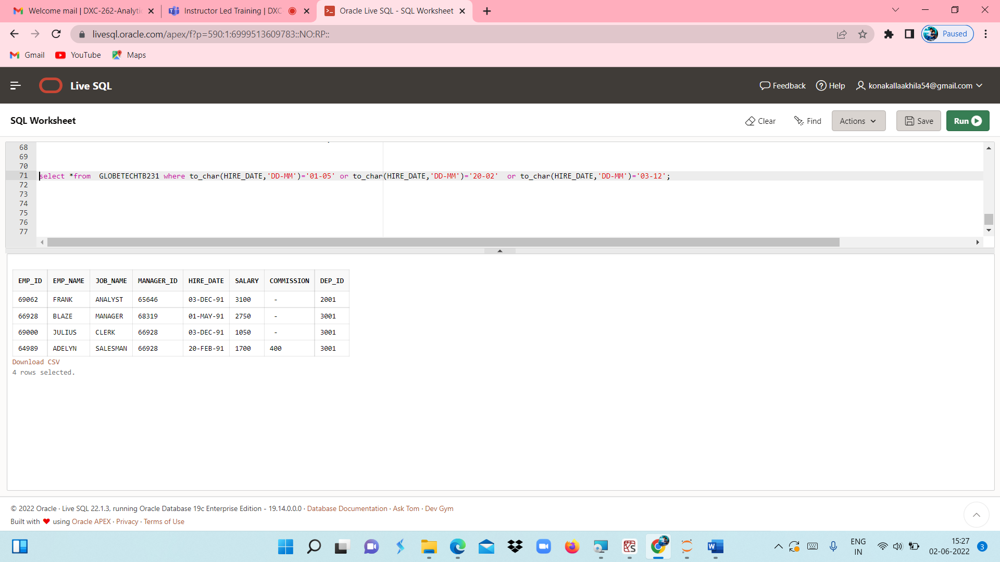 Welcome mail | DXC-262-Analytic
Instructor Led Training | DXC
Oracle Live SQL - SQL Worksheet
livesql.oracle.com/apex/f?p=590:1:6999513609783::NO:RP::
Paused
Gmail
YouTube
Maps
Live SQL
Feedback
Help
konakallaakhila54@gmail.com
SQL Worksheet
Clear
Find
Actions
Save
Run
68
69
70
71 select *from  GLOBETECHTB231 where to_char(HIRE_DATE,'DD-MM')='01-05' or to_char(HIRE_DATE,'DD-MM')='20-02'  or to_char(HIRE_DATE,'DD-MM')='03-12';
72
73
74
75
76
77
EMP_ID EMP_NAME JOB_NAME MANAGER_ID HIRE_DATE SALARY COMMISSION DEP_ID
69062 FRANK ANALYST 65646 03-DEC-91 3100 - 2001
66928 BLAZE MANAGER 68319 01-MAY-91 2750 - 3001
69000 JULIUS CLERK 66928 03-DEC-91 1050 - 3001
64989 ADELYN SALESMAN 66928 20-FEB-91 1700 400 3001
Download CSV
4 rows selected.
© 2022 Oracle · Live SQL 22.1.3, running Oracle Database 19c Enterprise Edition - 19.14.0.0.0 · Database Documentation · Ask Tom · Dev Gym
Built with ❤ using Oracle APEX · Privacy · Terms of Use
ENG
IN
15:27
02-06-2022
3